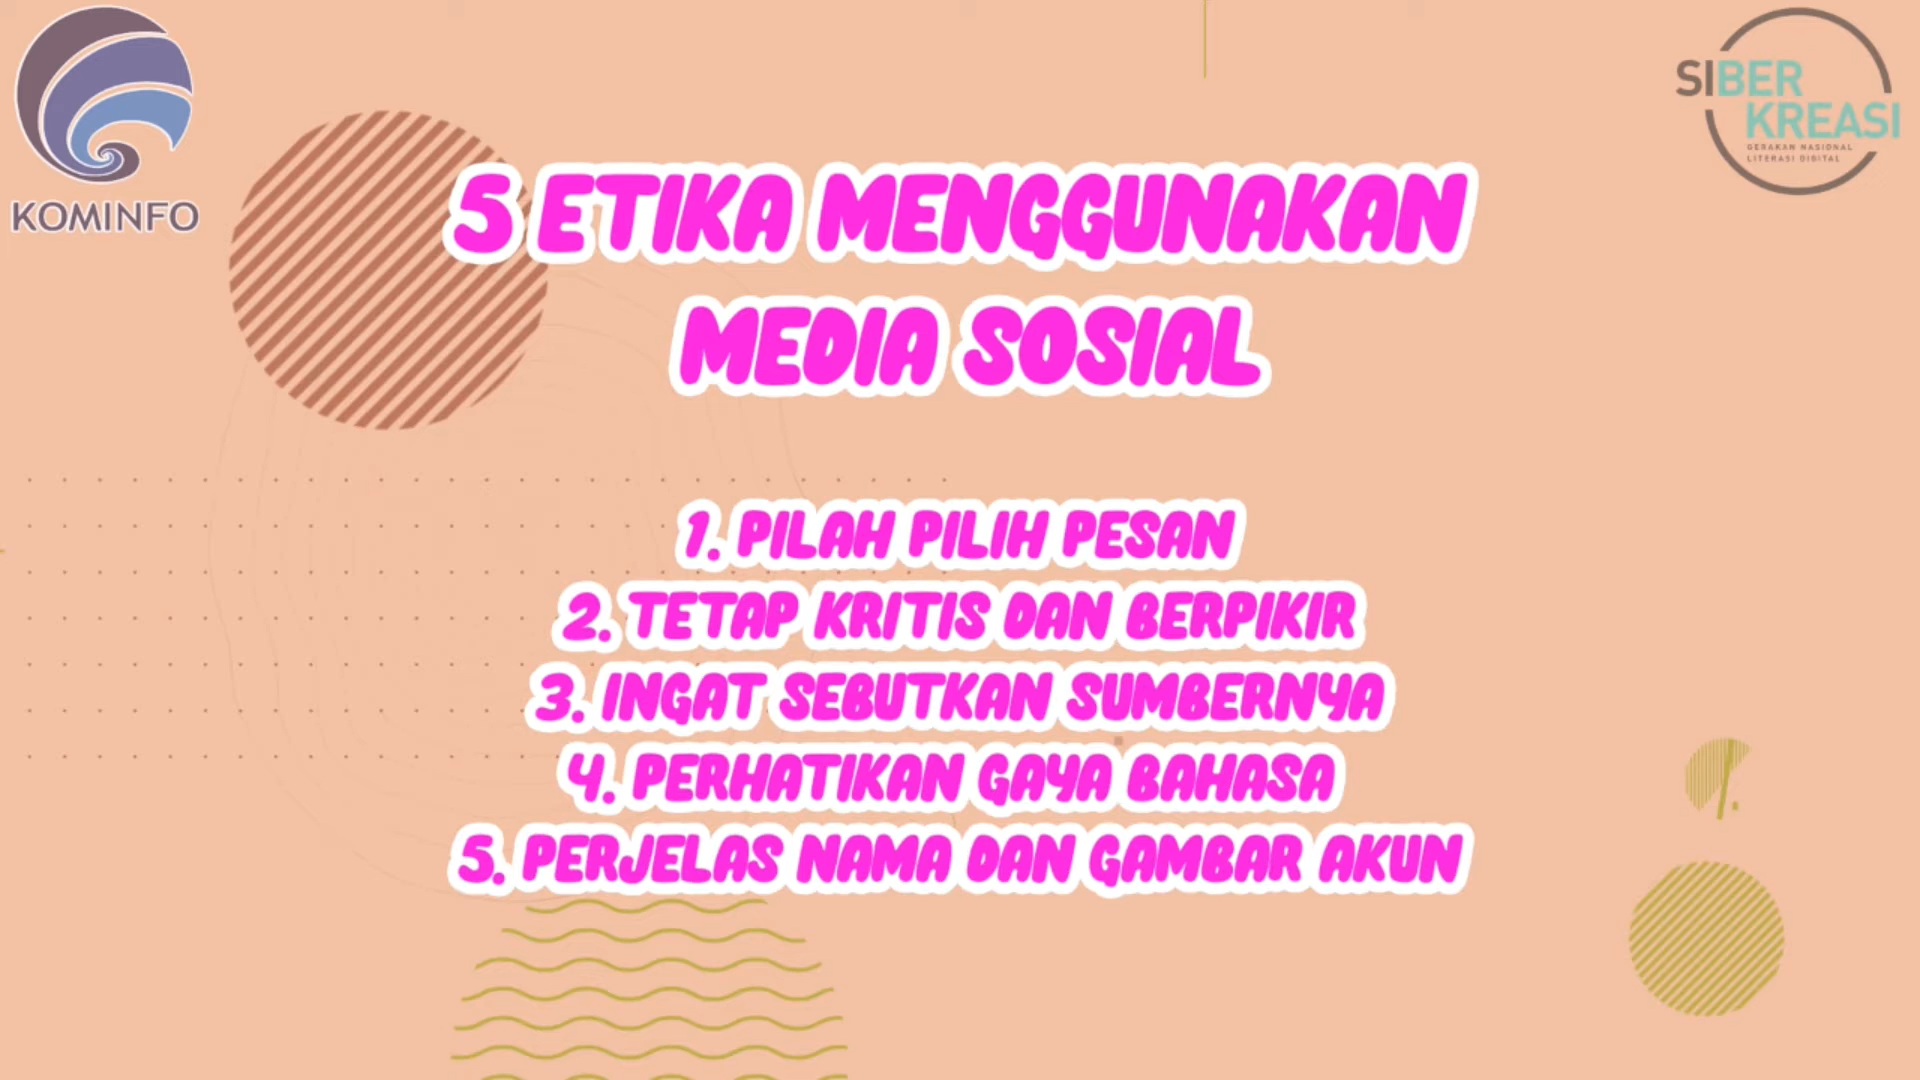 KOMINFO
SIBER
KREASI
GERAKAN NASIONAL
LITERASI DIGITAL
5 ETIKA MENGGUNAKAN
MEDIA SOSIAL
1. PILAH PILIH PESAN
2. TETAP KRITIS DAN BERPIKIR
3. INGAT SEBUTKAN SUMBERNYA
4. PERHATIKAN GAYA BAHASA
5. PERJELAS NAMA DAN GAMBAR AKUN